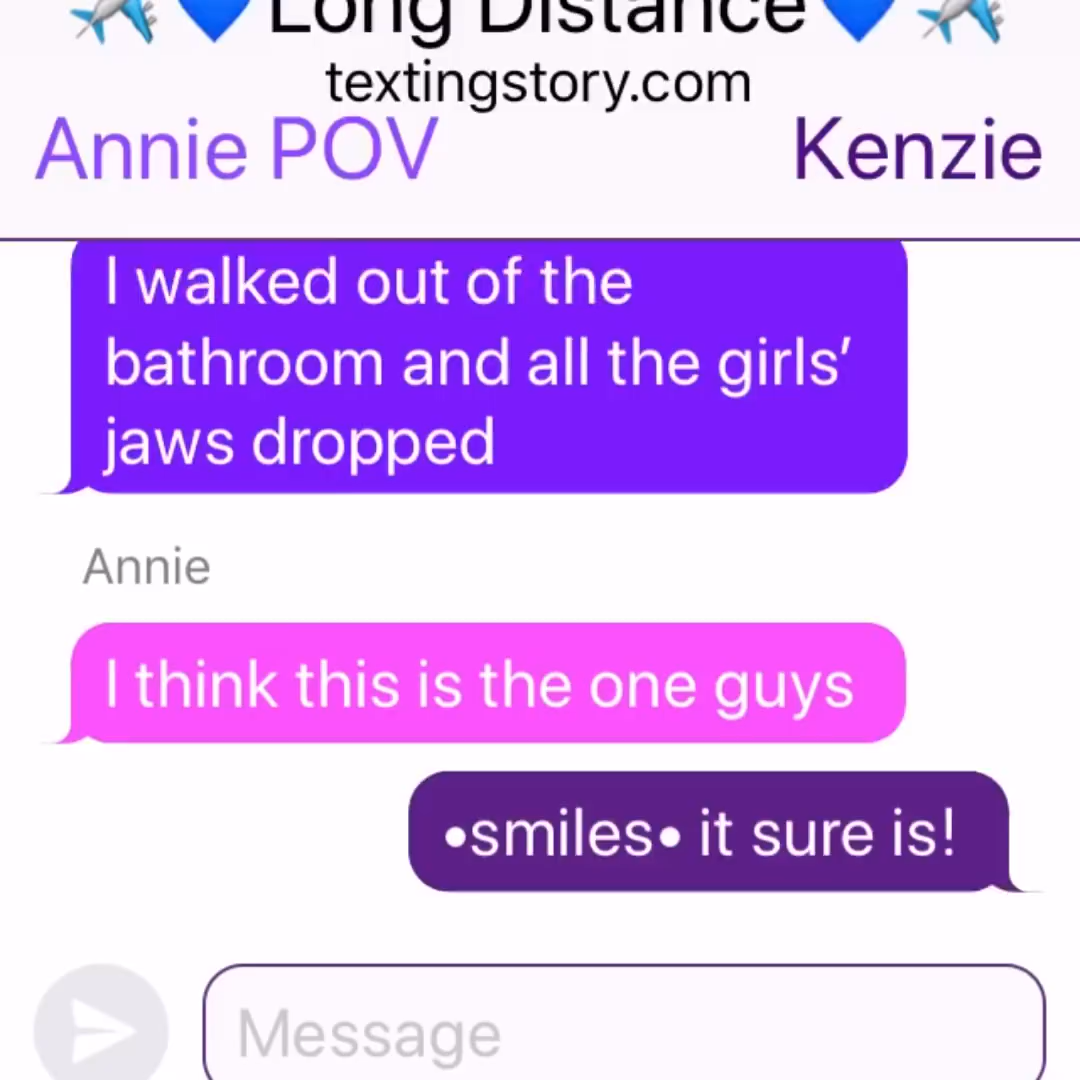 ✈️💙Long Distance💙✈️
textingstory.com
Annie POV Kenzie
I walked out of the
bathroom and all the girls’
jaws dropped
Annie
I think this is the one guys
•smiles• it sure is!
Message